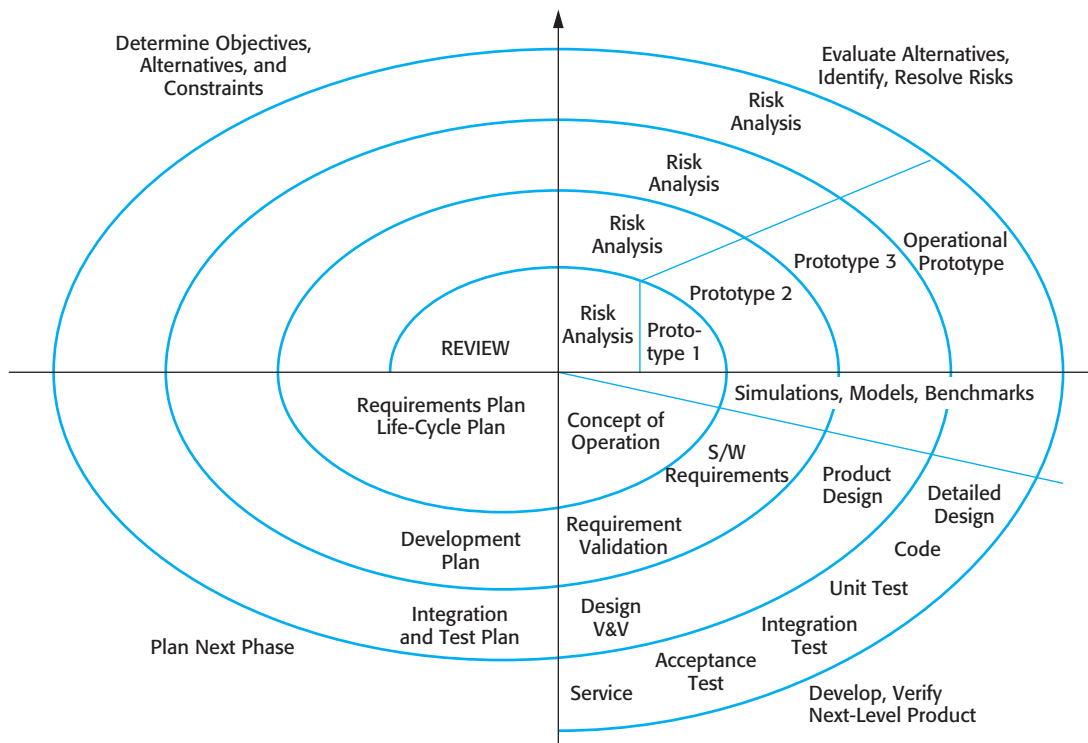 Determine Objectives,
Alternatives, and
Constraints
Evaluate Alternatives,
Identify, Resolve Risks
Risk
Analysis
Risk
Analysis
Risk
Analysis
Operational
Prototype
Prototype 3
Prototype 2
Risk
Analysis
Proto-
type 1
REVIEW
Simulations, Models, Benchmarks
Requirements Plan
Life-Cycle Plan
Concept of
Operation
S/W
Requirements
Product
Design
Detailed
Design
Development
Plan
Requirement
Validation
Code
Unit Test
Integration
and Test Plan
Design
V&V
Integration
Test
Plan Next Phase
Acceptance
Test
Service
Develop, Verify
Next-Level Product